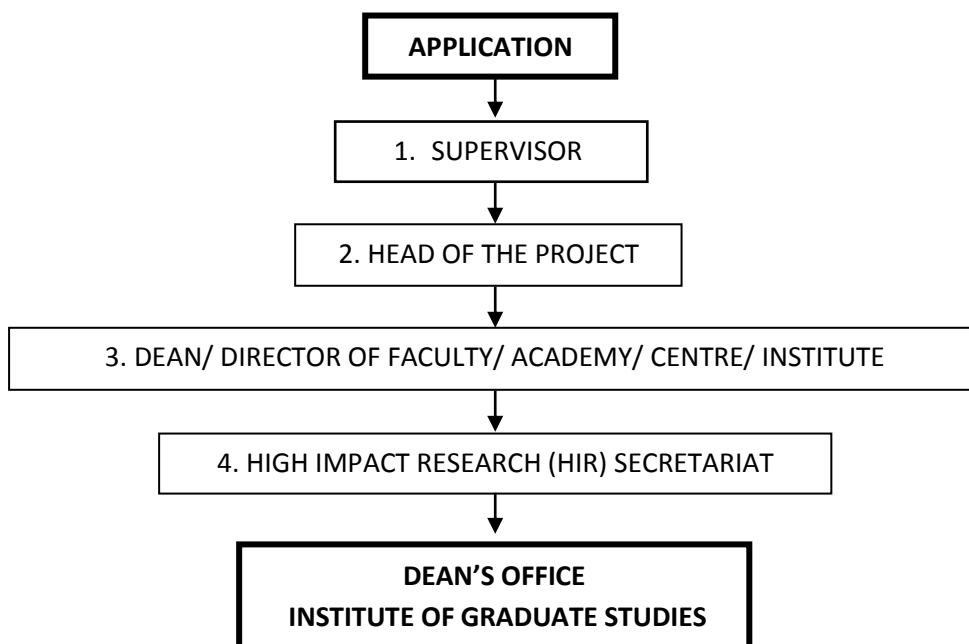 APPLICATION
1. SUPERVISOR
2. HEAD OF THE PROJECT
3. DEAN/ DIRECTOR OF FACULTY/ ACADEMY/ CENTRE/ INSTITUTE
4. HIGH IMPACT RESEARCH (HIR) SECRETARIAT
DEAN’S OFFICE
INSTITUTE OF GRADUATE STUDIES